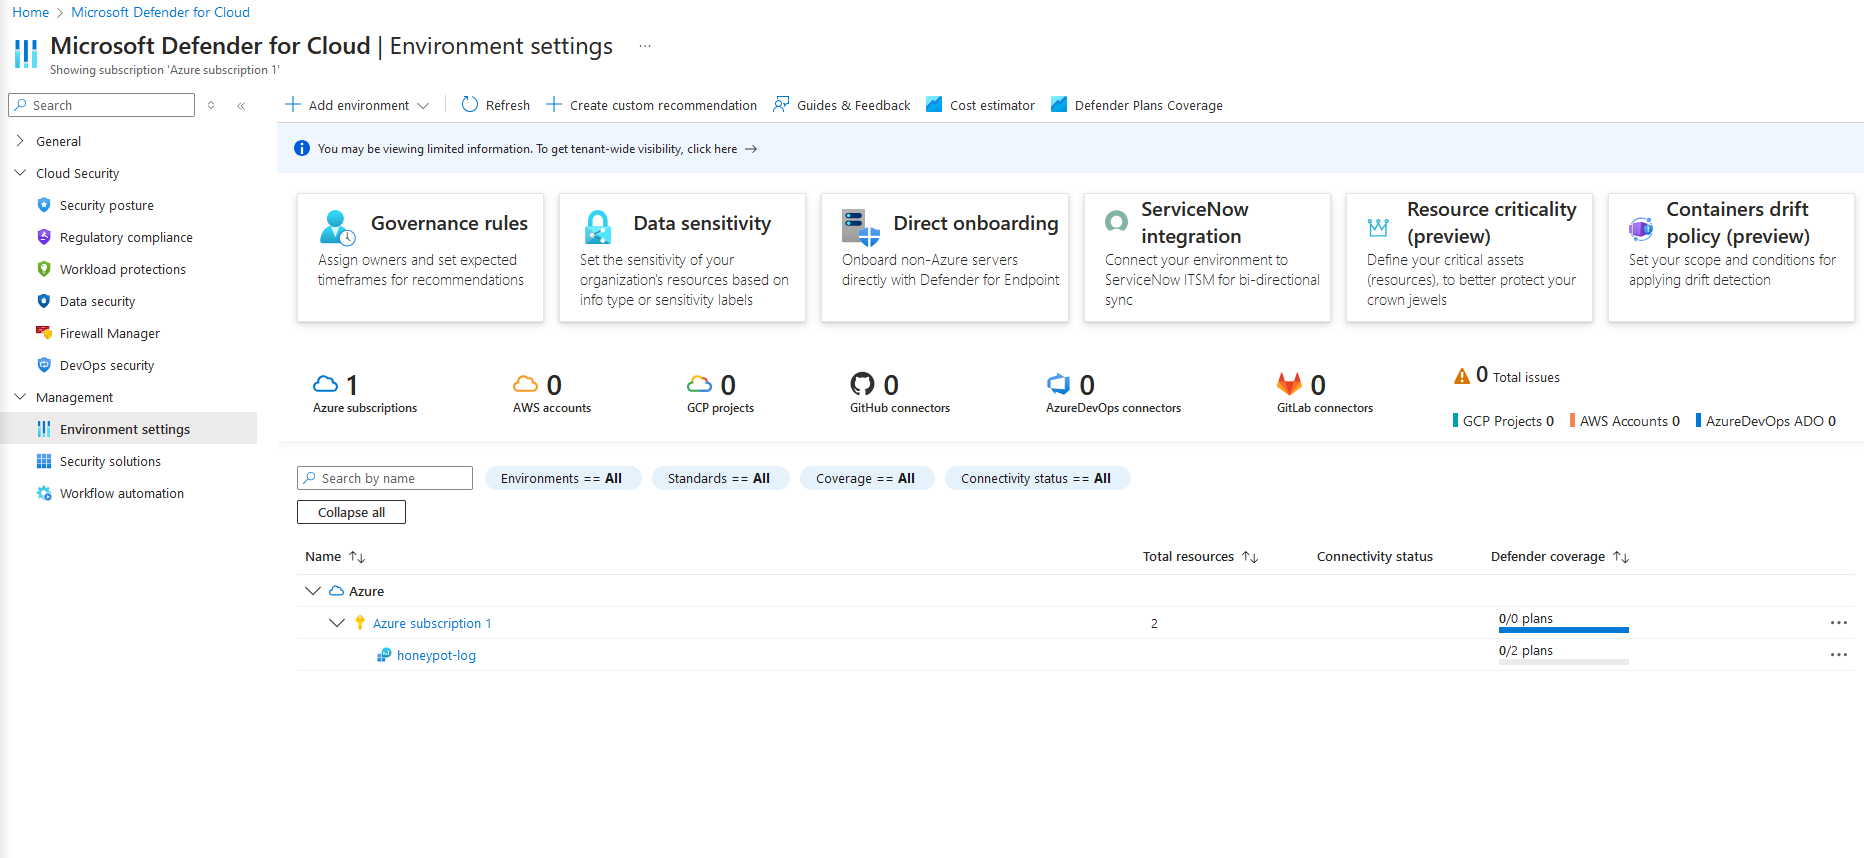 Home > Microsoft Defender for Cloud
Microsoft Defender for Cloud | Environment settings ...
Showing subscription 'Azure subscription 1'
Search
General
Cloud Security
Security posture
Regulatory compliance
Workload protections
Data security
Firewall Manager
DevOps security
Management
Environment settings
Security solutions
Workflow automation
Add environment
Refresh
Create custom recommendation
Guides & Feedback
Cost estimator
Defender Plans Coverage
You may be viewing limited information. To get tenant-wide visibility, click here →
Governance rules
Assign owners and set expected
timeframes for recommendations
Data sensitivity
Set the sensitivity of your
organization's resources based on
info type or sensitivity labels
Direct onboarding
Onboard non-Azure servers
directly with Defender for Endpoint
ServiceNow
integration
Connect your environment to
ServiceNow ITSM for bi-directional
sync
Resource criticality
(preview)
Define your critical assets
(resources), to better protect your
crown jewels
Containers drift
policy (preview)
Set your scope and conditions for
applying drift detection
1
Azure subscriptions
0
AWS accounts
0
GCP projects
0
GitHub connectors
0
AzureDevOps connectors
0
GitLab connectors
0 Total issues
GCP Projects 0
AWS Accounts 0
AzureDevOps ADO 0
Search by name
Environments == All
Standards == All
Coverage == All
Connectivity status == All
Collapse all
Name ↑↓ Total resources ↑↓ Connectivity status Defender coverage ↑↓
Azure
Azure subscription 1 2 0/0 plans ...
honeypot-log 0/2 plans ...